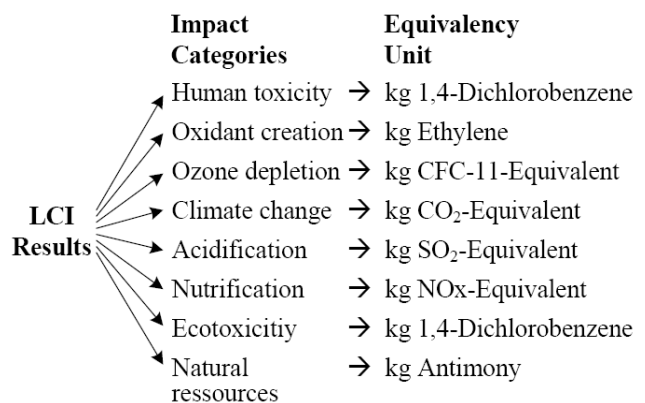 Impact Categories
Equivalency Unit
LCI Results
Human toxicity → kg 1,4-Dichlorobenzene
Oxidant creation → kg Ethylene
Ozone depletion → kg CFC-11-Equivalent
Climate change → kg CO₂-Equivalent
Acidification → kg SO₂-Equivalent
Nutrification → kg NOx-Equivalent
Ecotoxicitiy → kg 1,4-Dichlorobenzene
Natural ressources → kg Antimony